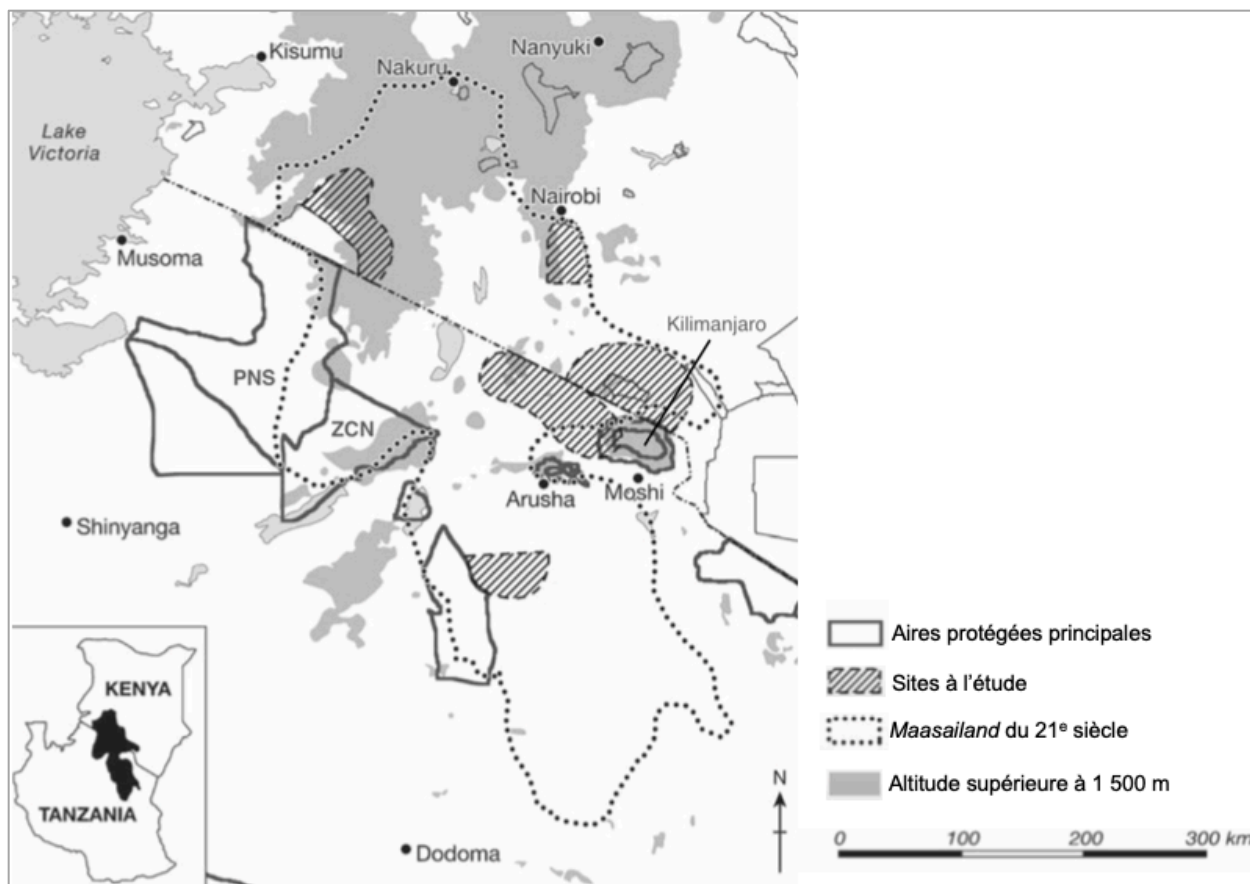 Kisumu
Nanyuki
Nakuru
Lake
Victoria
Nairobi
Musoma
Kilimanjaro
PNS
ZCN
Arusha
Moshi
Shinyanga
Dodoma
N
KENYA
TANZANIA
Aires protégées principales
Sites à l'étude
Maasailand du 21e siècle
Altitude supérieure à 1 500 m
0 100 200 300 km